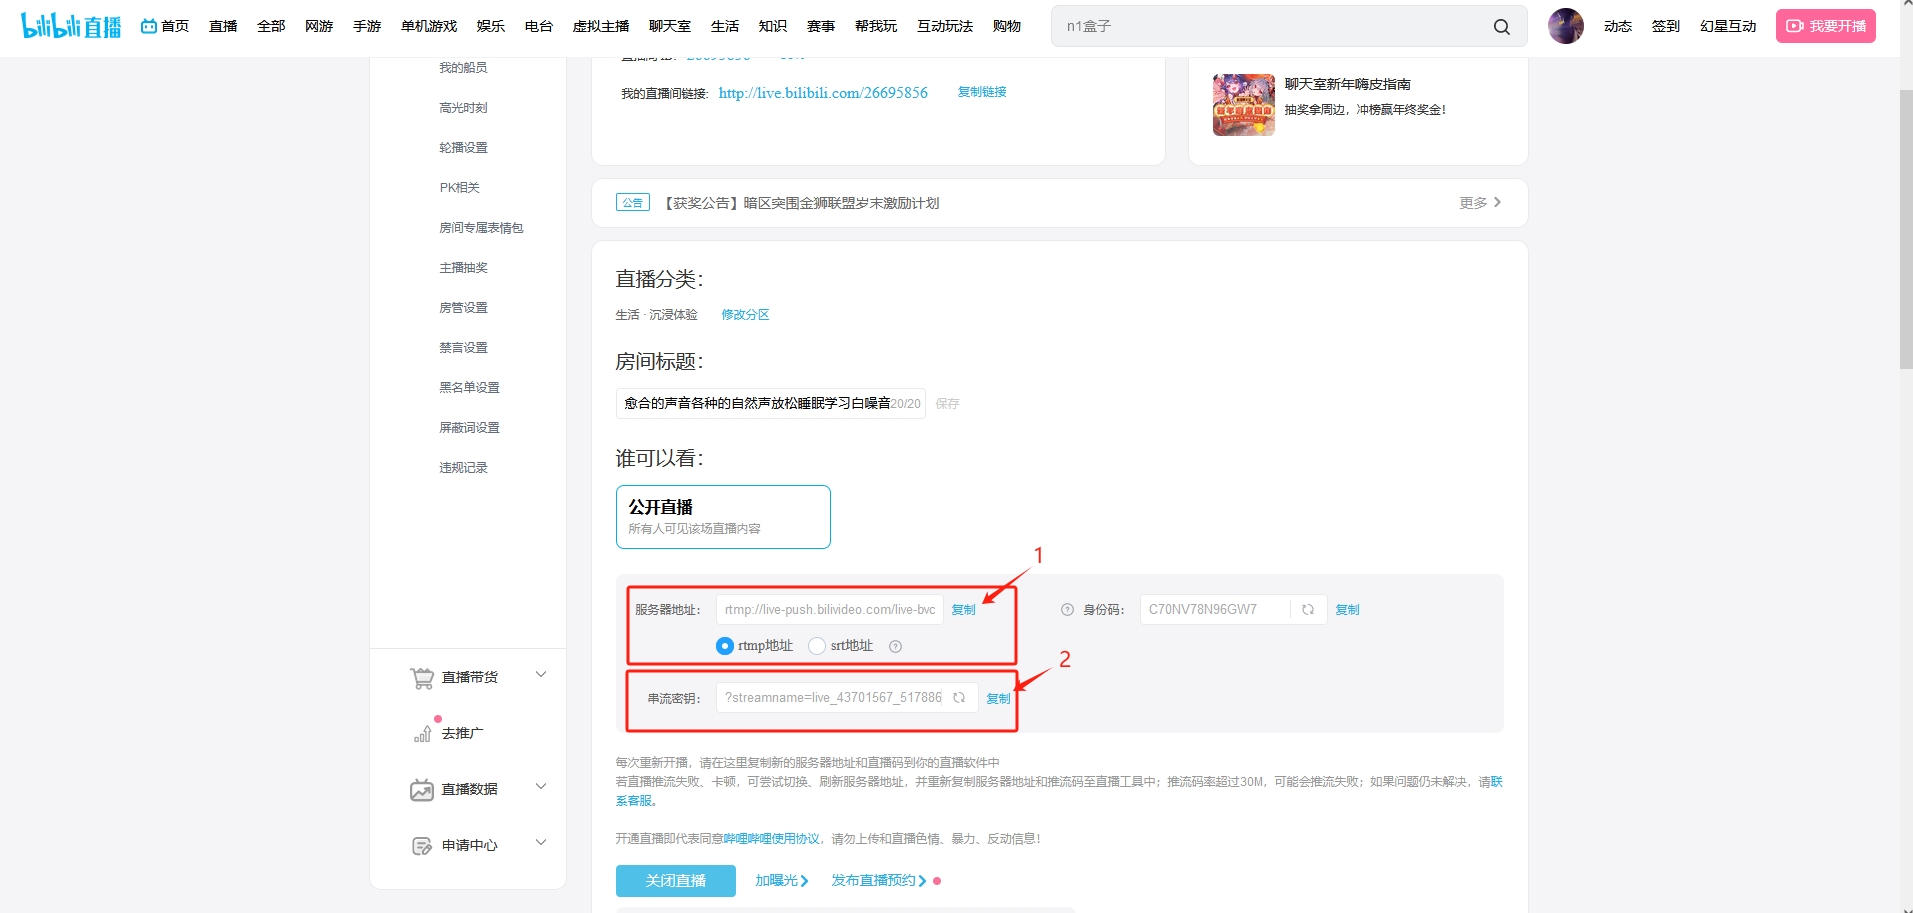 bilibili直播 首页 直播 全部 网游 手游 单机游戏 娱乐 电台 虚拟主播 聊天室 生活 知识 赛事 帮我玩 互动玩法 购物 n1盒子 动态 签到 幻星互动 我要开播
我的船员
高光时刻
轮播设置
PK相关
房间专属表情包
主播抽奖
房管设置
禁言设置
黑名单设置
屏蔽词设置
违规记录
直播带货
去推广
直播数据
申请中心
我的直播间链接: http://live.bilibili.com/26695856 复制链接
聊天室新年嗨皮指南
抽奖拿周边，冲榜赢年终奖金！
公告 【获奖公告】暗区突围金狮联盟岁末激励计划 更多
直播分类：
生活 · 沉浸体验 修改分区
房间标题：
愈合的声音各种的自然声放松睡眠学习白噪音 20/20 保存
谁可以看：
公开直播
所有人可见该场直播内容
1
服务器地址： rtmp://live-push.bilivideo.com/live-bvc 复制 身份码： C70NV78N96GW7 复制
rtmp地址 srt地址
2
串流密钥： ?streamname=live_43701567_517886 复制
每次重新开播，请在这里复制新的服务器地址和直播码到你的直播软件中
若直播推流失败、卡顿，可尝试切换、刷新服务器地址，并重新复制服务器地址和推流码至直播工具中；推流码率超过30M，可能会推流失败；如果问题仍未解决，请联
系客服。
开通直播即代表同意哔哩哔哩使用协议，请勿上传和直播色情、暴力、反动信息！
关闭直播 加曝光 发布直播预约